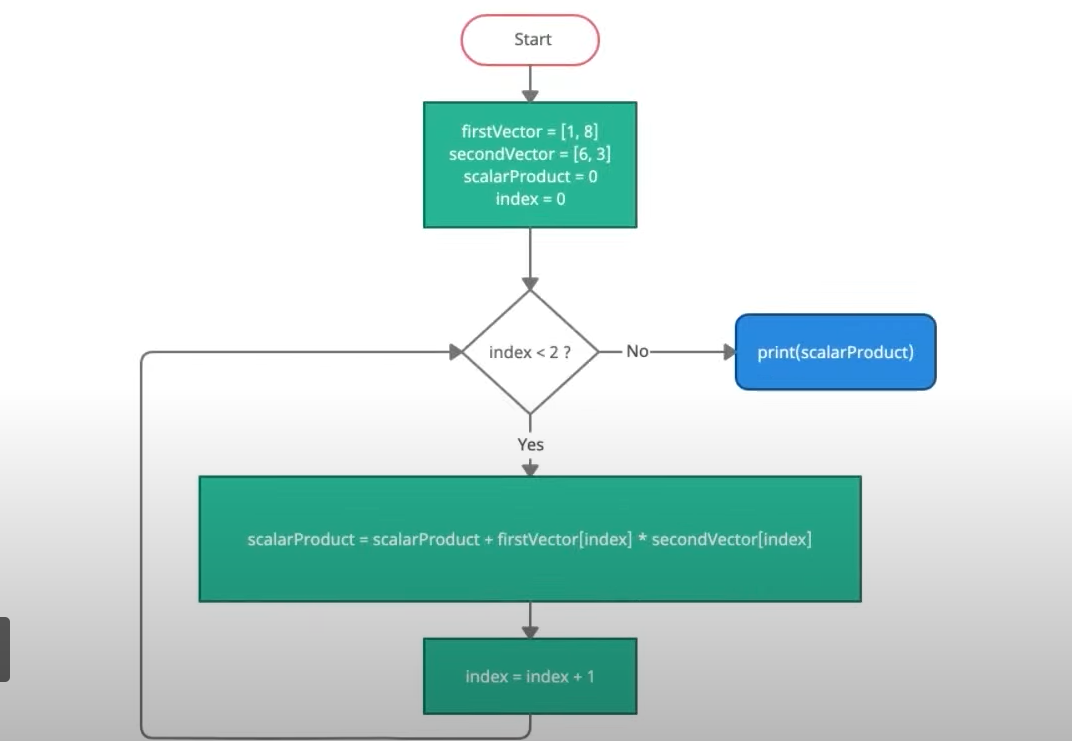 Start
firstVector = [1, 8]
secondVector = [6, 3]
scalarProduct = 0
index = 0
index < 2 ?
No
print(scalarProduct)
Yes
scalarProduct = scalarProduct + firstVector[index] * secondVector[index]
index = index + 1